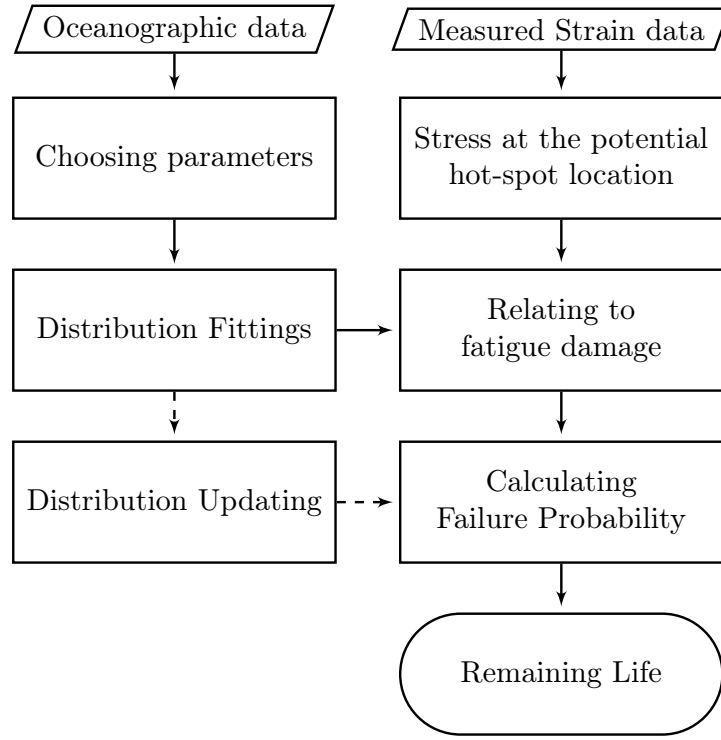 Oceanographic data
Measured Strain data
Choosing parameters
Stress at the potential
hot-spot location
Distribution Fittings
Relating to
fatigue damage
Distribution Updating
Calculating
Failure Probability
Remaining Life